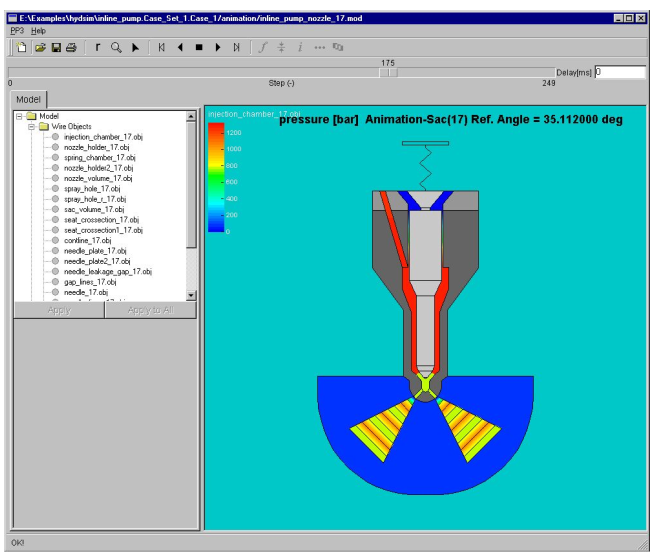 E:\Examples\hydsim\inline_pump.Case_Set_1.Case_1/animation/inline_pump_nozzle_17.mod
PP3 Help
175
Delay[ms] 0
0 Step (-) 249
Model
Model
Wire Objects
injection_chamber_17.obj
nozzle_holder_17.obj
spring_chamber_17.obj
nozzle_holder2_17.obj
nozzle_volume_17.obj
spray_hole_17.obj
spray_hole_r_17.obj
sac_volume_17.obj
seat_crossection_17.obj
seat_crossection1_17.obj
contline_17.obj
needle_plate_17.obj
needle_plate2_17.obj
needle_leakage_gap_17.obj
gap_lines_17.obj
needle_17.obj
Apply Apply to All
injection_chamber_17.obj
pressure [bar] Animation-Sac(17) Ref. Angle = 35.112000 deg
1200
1000
800
600
400
200
0
OK!